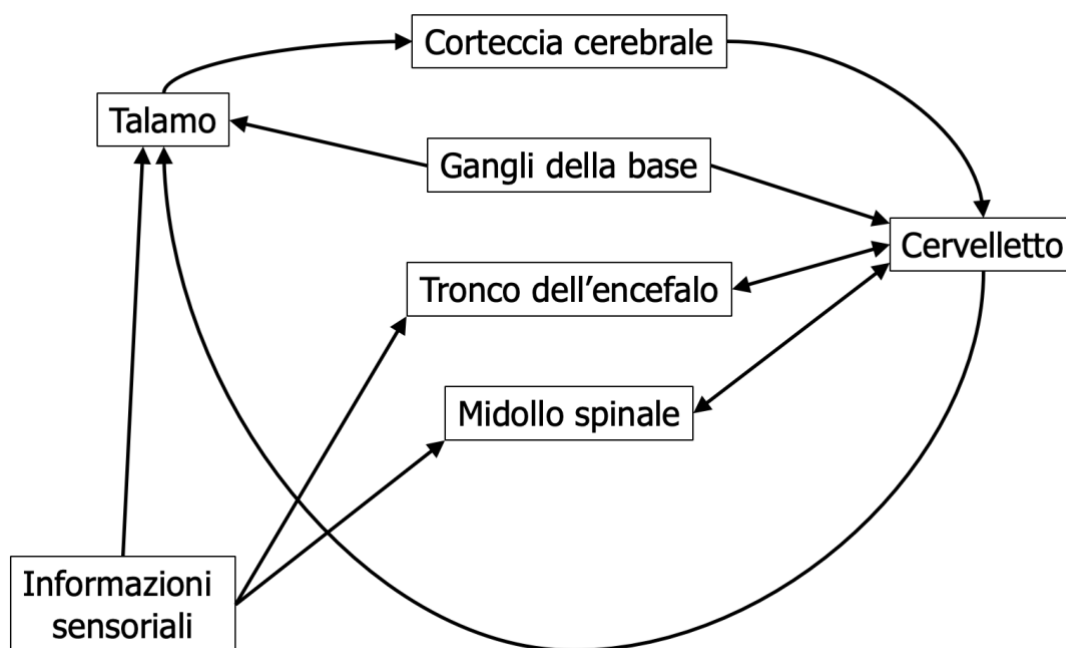 Corteccia cerebrale
Talamo
Gangli della base
Cervelletto
Tronco dell’encefalo
Midollo spinale
Informazioni
sensoriali